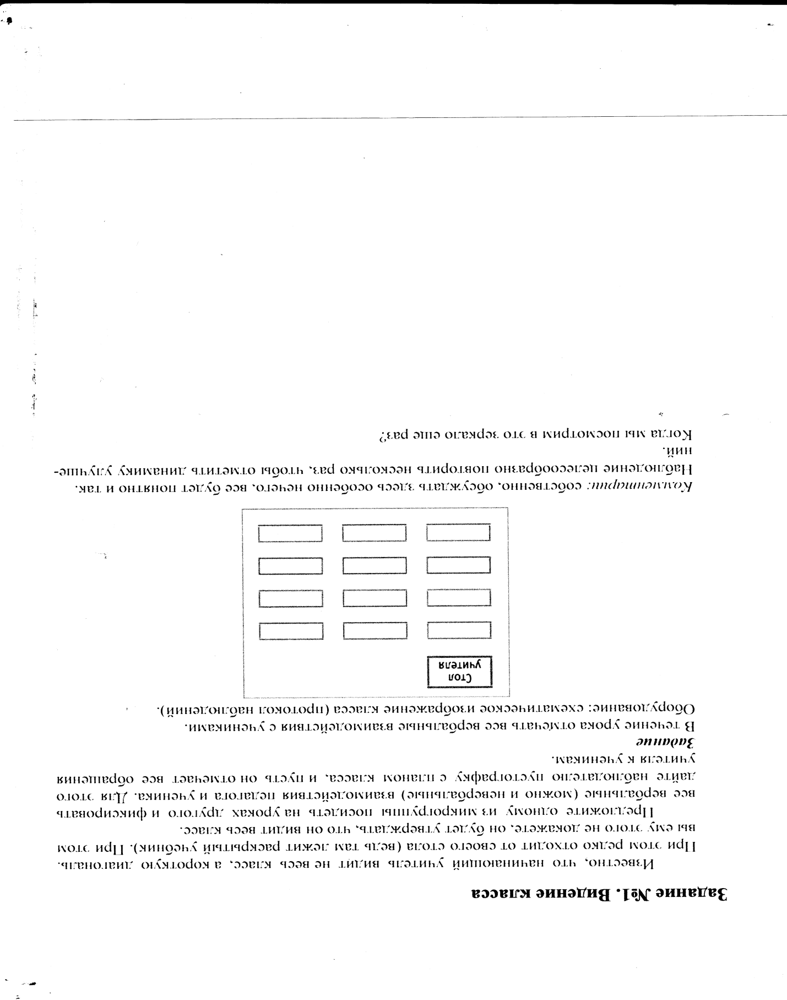 Задание №1. Видение класса
Известно, что начинающий учитель видит не весь класс, а короткую диагональ.
При этом редко отходит от своего стола (ведь там лежит раскрытый учебник). При этом
вы ему этого не докажете, он будет утверждать, что он видит весь класс.
Предложите одному из микрогруппы посидеть на уроках другого и фиксировать
все вербальные (можно и невербальные) взаимодействия педагога и ученика. Для этого
дайте наблюдателю пустографку с планом класса, и пусть он отмечает все обращения
учителя к ученикам.
Задание
В течение урока отмечать все вербальные взаимодействия с учениками.
Оборудование: схематическое изображение класса (протокол наблюдений).
Стол
учителя
Комментарии: собственно, обсуждать здесь особенно нечего, все будет понятно и так.
Наблюдение целесообразно повторить несколько раз, чтобы отметить динамику улучше-
ний.
Когда мы посмотрим в это зеркало еще раз?